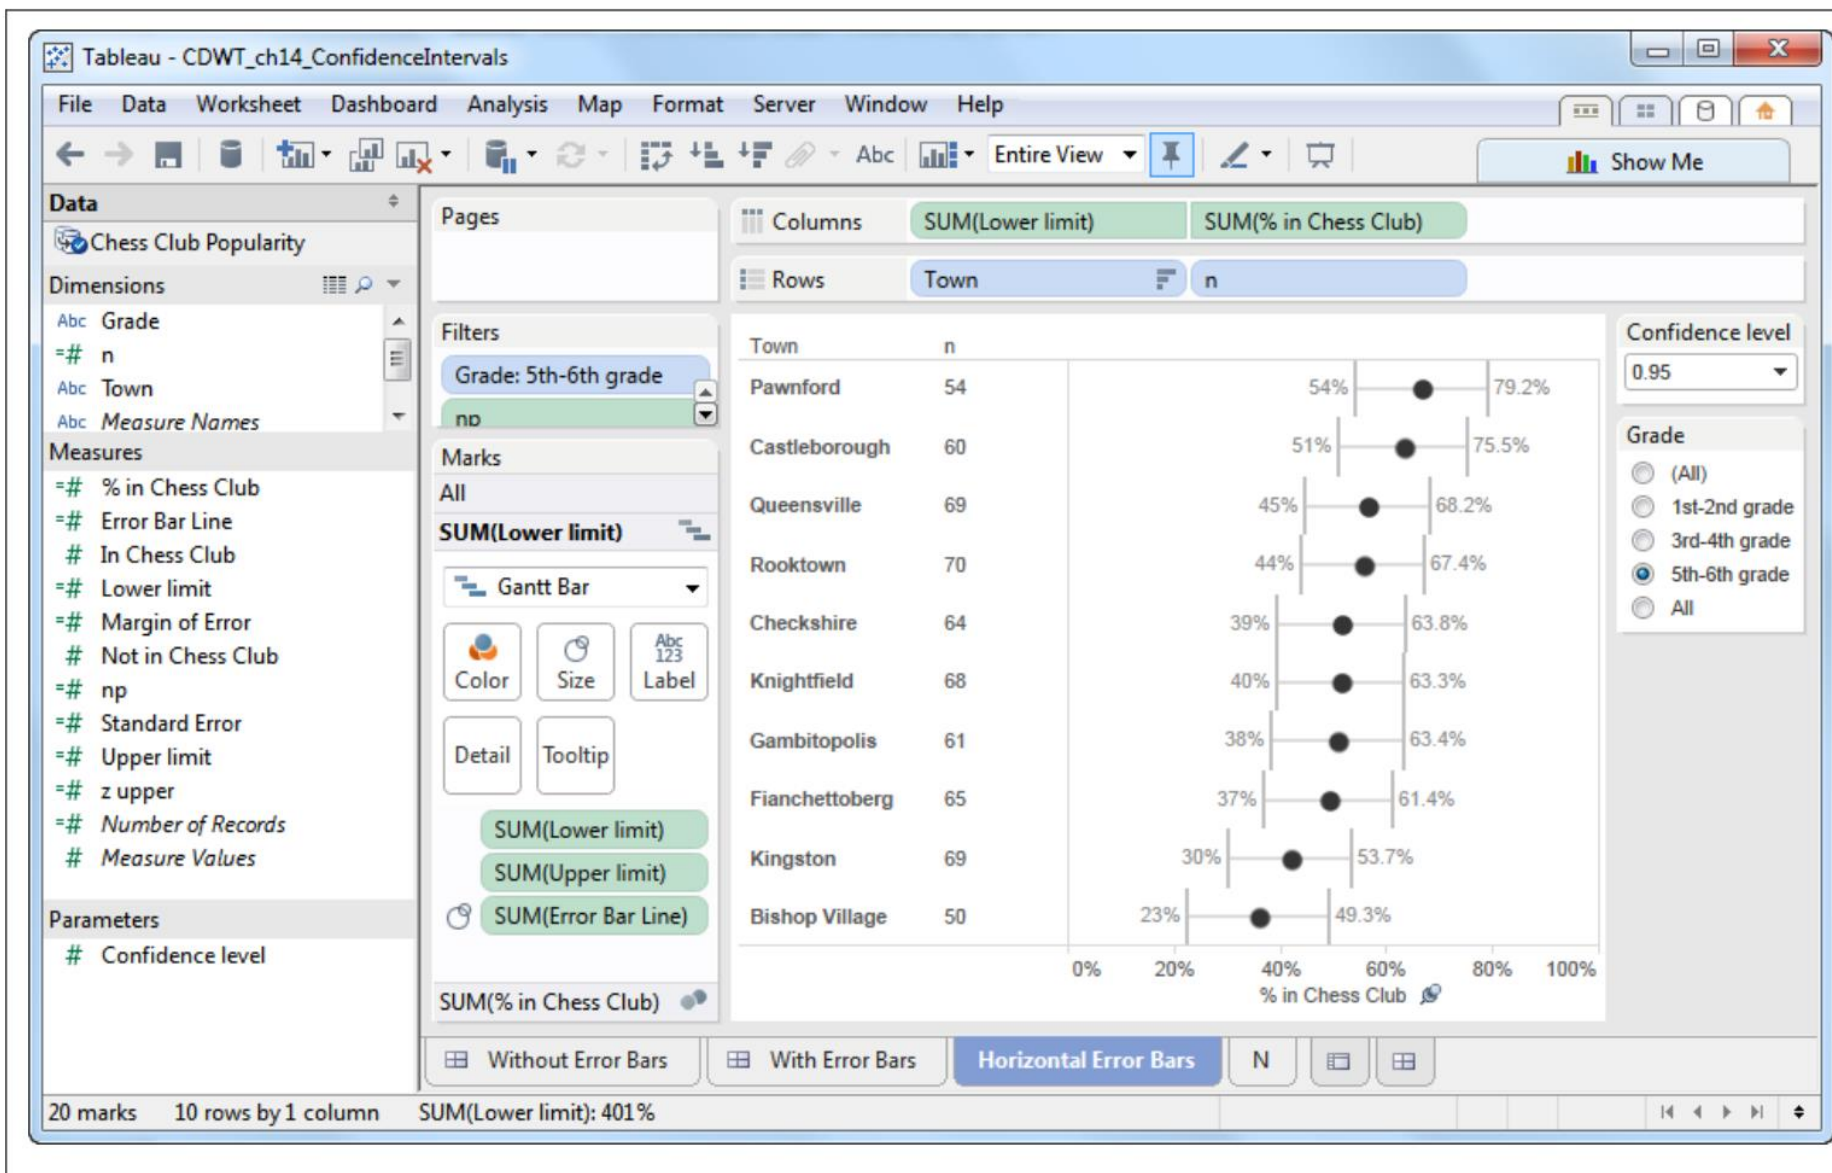 Tableau - CDWT_ch14_ConfidenceIntervals
File Data Worksheet Dashboard Analysis Map Format Server Window Help
Abc Entire View Show Me
Data
Chess Club Popularity
Dimensions
Abc Grade
=# n
Abc Town
Abc Measure Names
Measures
=# % in Chess Club
=# Error Bar Line
# In Chess Club
=# Lower limit
=# Margin of Error
# Not in Chess Club
=# np
=# Standard Error
=# Upper limit
=# z upper
=# Number of Records
# Measure Values
Parameters
# Confidence level
Pages
Filters
Grade: 5th-6th grade
np
Marks
All
SUM(Lower limit)
Gantt Bar
Color Size Abc 123 Label
Detail Tooltip
SUM(Lower limit)
SUM(Upper limit)
SUM(Error Bar Line)
SUM(% in Chess Club)
Columns SUM(Lower limit) SUM(% in Chess Club)
Rows Town n
Town n
Pawnford 54 54% 79.2%
Castleborough 60 51% 75.5%
Queensville 69 45% 68.2%
Rooktown 70 44% 67.4%
Checkshire 64 39% 63.8%
Knightfield 68 40% 63.3%
Gambitopolis 61 38% 63.4%
Fianchettoberg 65 37% 61.4%
Kingston 69 30% 53.7%
Bishop Village 50 23% 49.3%
0% 20% 40% 60% 80% 100%
% in Chess Club
Confidence level
0.95
Grade
(All)
1st-2nd grade
3rd-4th grade
5th-6th grade
All
Without Error Bars With Error Bars Horizontal Error Bars N
20 marks 10 rows by 1 column SUM(Lower limit): 401%